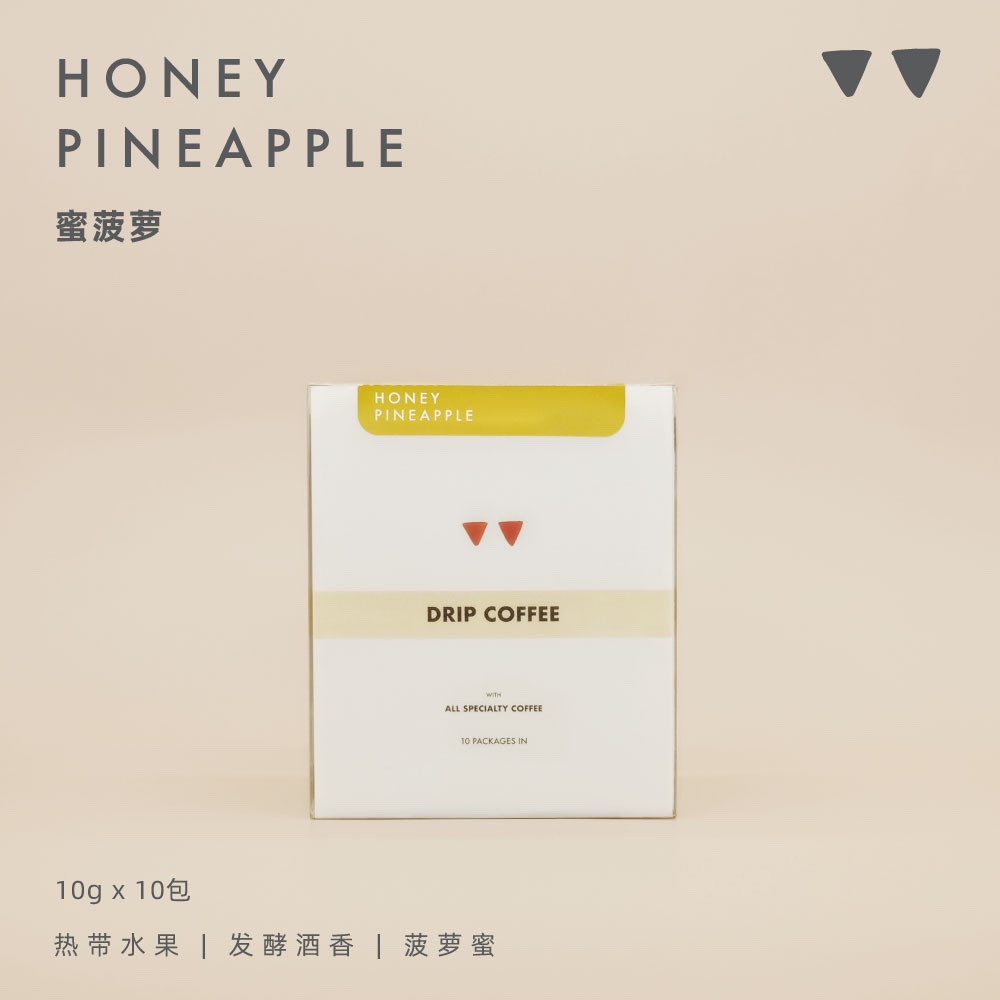 HONEY
PINEAPPLE
蜜菠萝
HONEY
PINEAPPLE
DRIP COFFEE
WITH
ALL SPECIALTY COFFEE
10 PACKAGES IN
10g x 10包
热带水果 | 发酵酒香 | 菠萝蜜